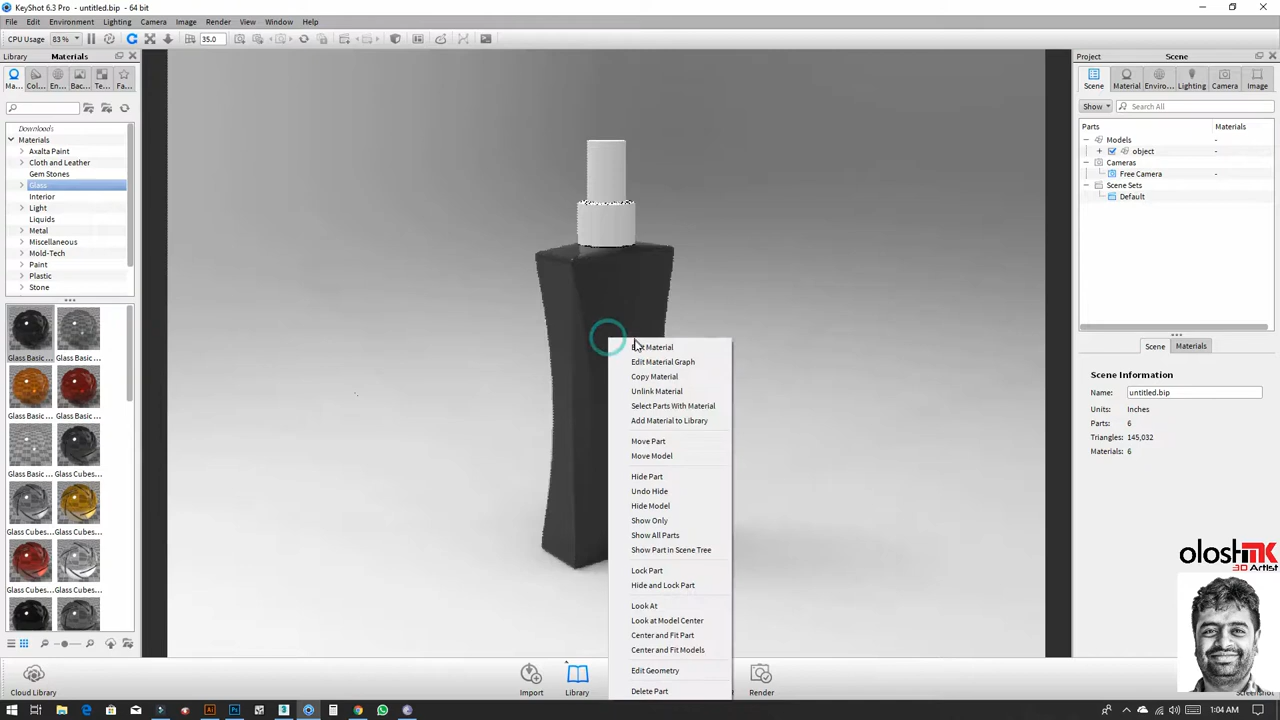 KeyShot 6.3 Pro - untitled.bip - 64 bit
File Edit Environment Lighting Camera Image Render View Window Help
CPU Usage 83 % 35.0
Library Materials
Ma... Col... En... Bac... Te... Fa...
Downloads
Materials
Axalta Paint
Cloth and Leather
Gem Stones
Glass
Interior
Light
Liquids
Metal
Miscellaneous
Mold-Tech
Paint
Plastic
Stone
Glass Basic ... Glass Basic ...
Glass Basic ... Glass Basic ...
Glass Basic ... Glass Cubes...
Glass Cubes... Glass Cubes...
Glass Cubes... Glass Cubes...
Material
Edit Material Graph
Copy Material
Unlink Material
Select Parts With Material
Add Material to Library
Move Part
Move Model
Hide Part
Undo Hide
Hide Model
Show Only
Show All Parts
Show Part in Scene Tree
Lock Part
Hide and Lock Part
Look At
Look at Model Center
Center and Fit Part
Center and Fit Models
Edit Geometry
Delete Part
Project Scene
Scene Material Enviro... Lighting Camera Image
Show Search All
Parts Materials
Models -
object -
Cameras
Free Camera -
Scene Sets
Default
Scene Materials
Scene Information
Name: untitled.bip
Units: Inches
Parts: 6
Triangles: 145,032
Materials: 6
oloshmk
3D Artist
Cloud Library Import Library Render
1:04 AM